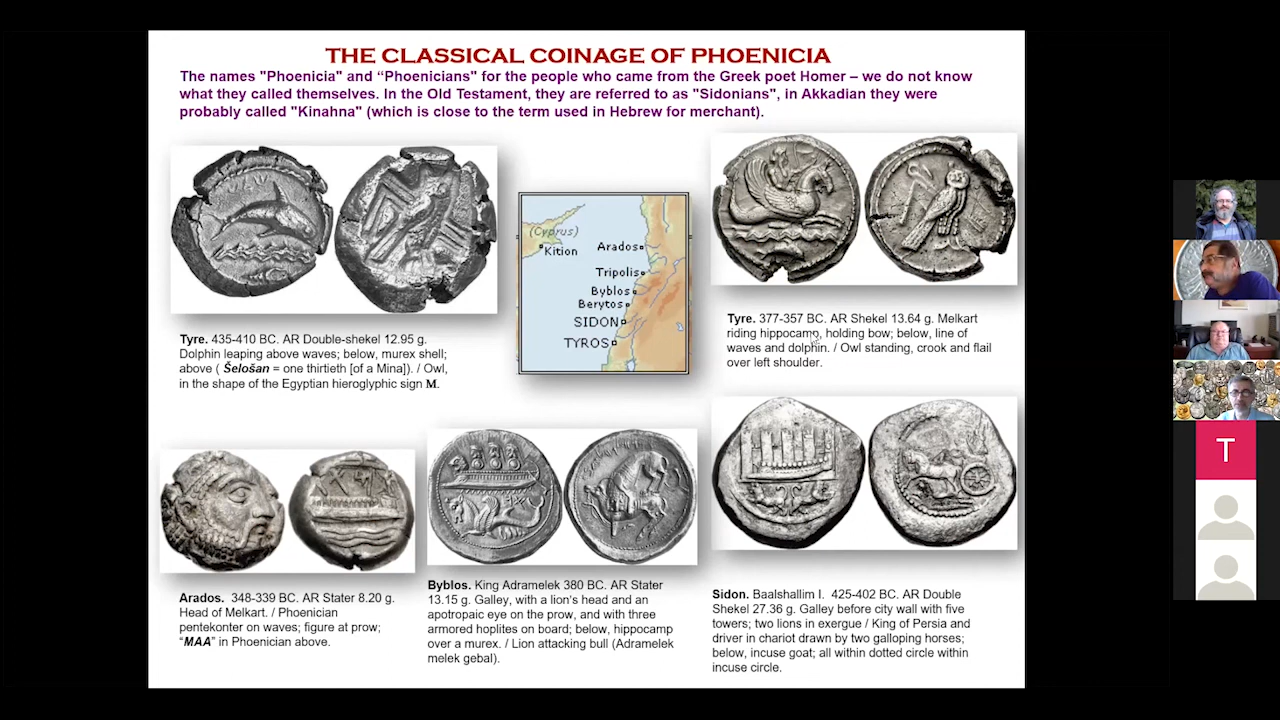 THE CLASSICAL COINAGE OF PHOENICIA
The names "Phoenicia" and “Phoenicians" for the people who came from the Greek poet Homer – we do not know
what they called themselves. In the Old Testament, they are referred to as "Sidonians", in Akkadian they were
probably called "Kinahna" (which is close to the term used in Hebrew for merchant).
Tyre. 435-410 BC. AR Double-shekel 12.95 g.
Dolphin leaping above waves; below, murex shell;
above ( Šelošan = one thirtieth [of a Mina]). / Owl,
in the shape of the Egyptian hieroglyphic sign M.
(Cyprus)
Kition
Arados
Tripolis
Byblos
Berytos
SIDON
TYROS
Tyre. 377-357 BC. AR Shekel 13.64 g. Melkart
riding hippocamp, holding bow; below, line of
waves and dolphin. / Owl standing, crook and flail
over left shoulder.
Arados. 348-339 BC. AR Stater 8.20 g.
Head of Melkart. / Phoenician
pentekonter on waves; figure at prow;
“MAA” in Phoenician above.
Byblos. King Adramelek 380 BC. AR Stater
13.15 g. Galley, with a lion's head and an
apotropaic eye on the prow, and with three
armored hoplites on board; below, hippocamp
over a murex. / Lion attacking bull (Adramelek
melek gebal).
Sidon. Baalshallim I. 425-402 BC. AR Double
Shekel 27.36 g. Galley before city wall with five
towers; two lions in exergue / King of Persia and
driver in chariot drawn by two galloping horses;
below, incuse goat; all within dotted circle within
incuse circle.
T